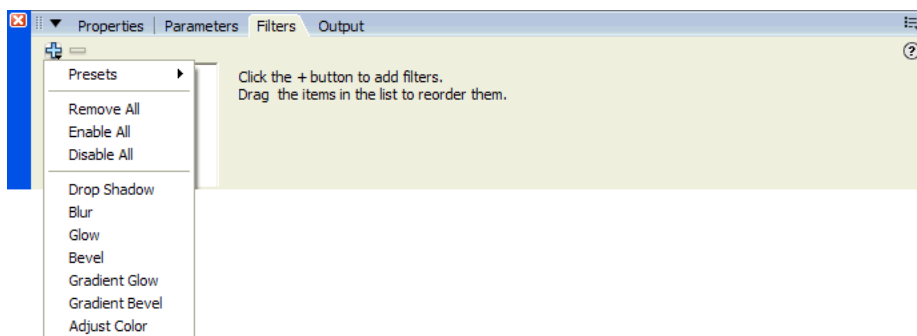 Properties Parameters Filters Output
Presets
Remove All
Enable All
Disable All
Drop Shadow
Blur
Glow
Bevel
Gradient Glow
Gradient Bevel
Adjust Color
Click the + button to add filters.
Drag the items in the list to reorder them.